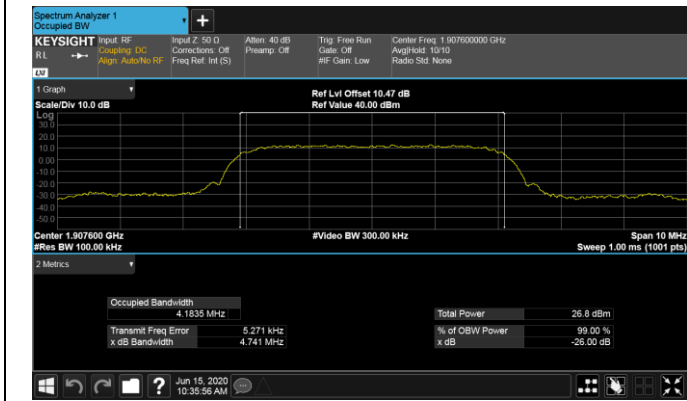 Spectrum Analyzer 1
Occupied BW
+
KEYSIGHT Input: RF Input Z: 50 Ω Atten: 40 dB Trig: Free Run Center Freq: 1.907600000 GHz
R L Coupling: DC Corrections: Off Preamp: Off Gate: Off Avg|Hold: 10/10
Align: Auto/No RF Freq Ref: Int (S) #IF Gain: Low Radio Std: None
LXI
1 Graph
Ref Lvl Offset 10.47 dB
Scale/Div 10.0 dB Ref Value 40.00 dBm
Log
30.0
20.0
10.0
0.00
-10.0
-20.0
-30.0
-40.0
-50.0
Center 1.907600 GHz #Video BW 300.00 kHz Span 10 MHz
#Res BW 100.00 kHz Sweep 1.00 ms (1001 pts)
2 Metrics
Occupied Bandwidth
4.1835 MHz Total Power 26.8 dBm
Transmit Freq Error 5.271 kHz % of OBW Power 99.00 %
x dB Bandwidth 4.741 MHz x dB -26.00 dB
? Jun 15, 2020
10:35:56 AM